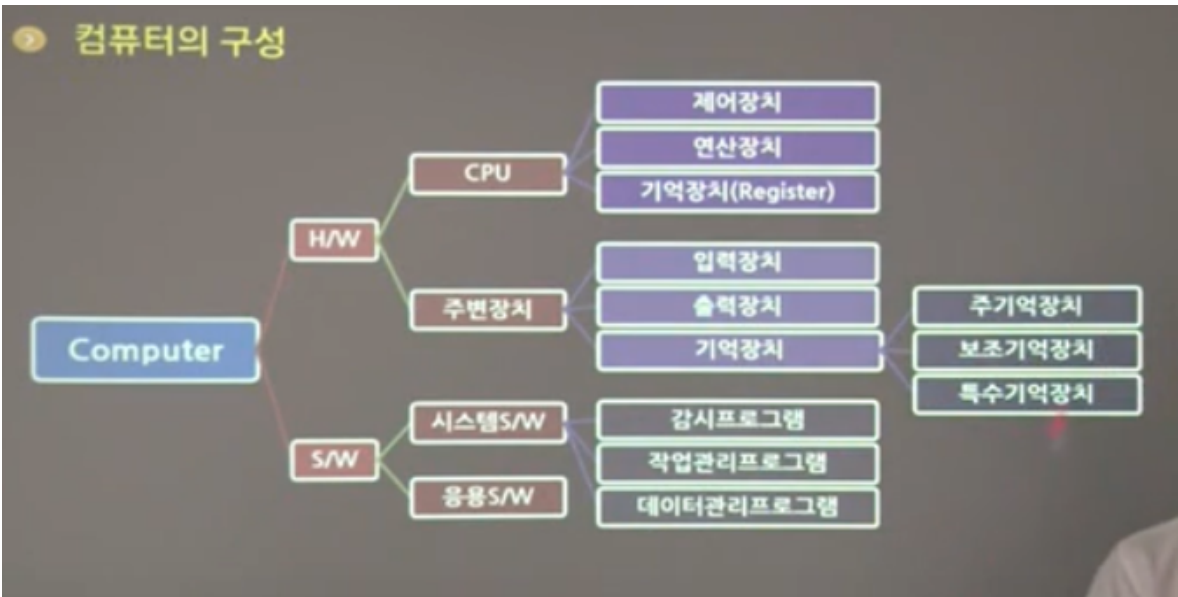 컴퓨터의 구성
Computer
H/W
CPU
제어장치
연산장치
기억장치(Register)
주변장치
입력장치
출력장치
기억장치
주기억장치
보조기억장치
특수기억장치
S/W
시스템S/W
감시프로그램
작업관리프로그램
데이터관리프로그램
응용S/W